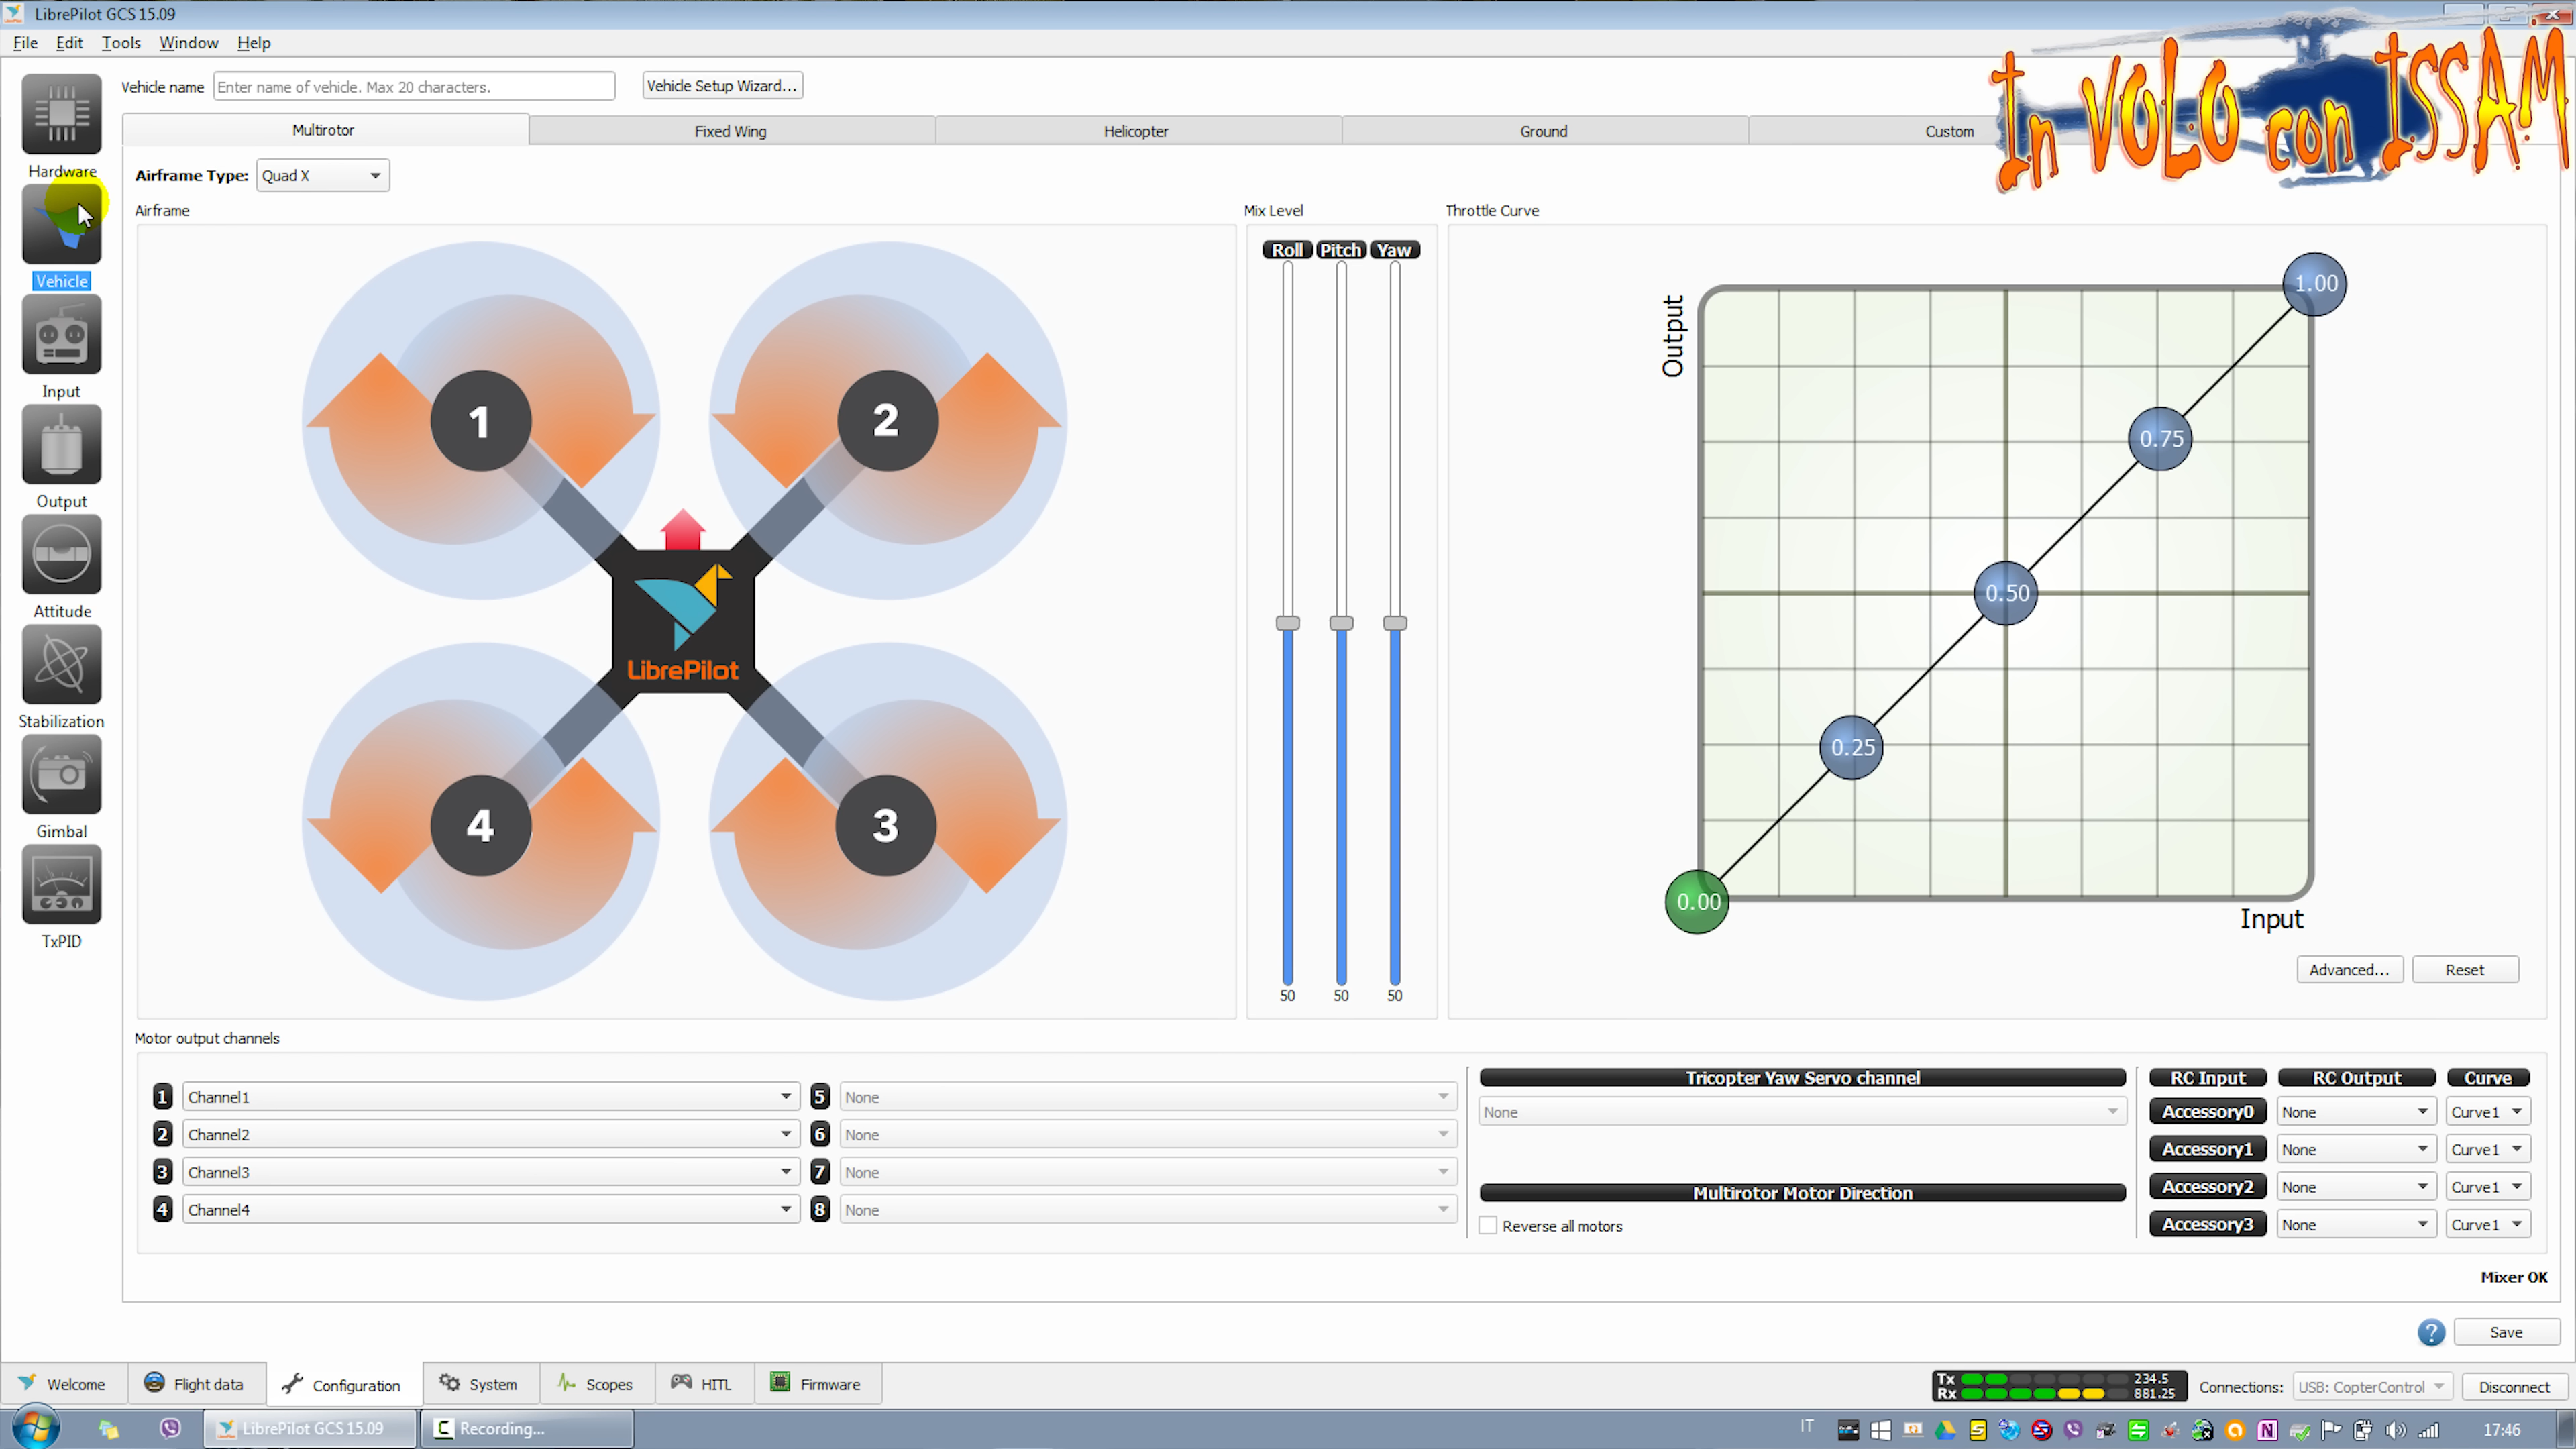 LibrePilot GCS 15.09
File Edit Tools Window Help
In VOLO con ISSAM
Vehicle name Enter name of vehicle. Max 20 characters. Vehicle Setup Wizard...
Hardware
Vehicle
Input
Output
Attitude
Stabilization
Gimbal
TxPID
Multirotor Fixed Wing Helicopter Ground Custom
Airframe Type: Quad X
Airframe
1
2
4
3
LibrePilot
Mix Level
Roll Pitch Yaw
50 50 50
Throttle Curve
Output
1.00
0.75
0.50
0.25
0.00
Input
Advanced... Reset
Motor output channels
1 Channel1 5 None
2 Channel2 6 None
3 Channel3 7 None
4 Channel4 8 None
Tricopter Yaw Servo channel
None
Multirotor Motor Direction
Reverse all motors
RC Input RC Output Curve
Accessory0 None Curve1
Accessory1 None Curve1
Accessory2 None Curve1
Accessory3 None Curve1
Mixer OK
? Save
Welcome Flight data Configuration System Scopes HITL Firmware
Tx 234.5
Rx 881.25
Connections: USB: CopterControl Disconnect
LibrePilot GCS 15.09 Recording... IT 17:46